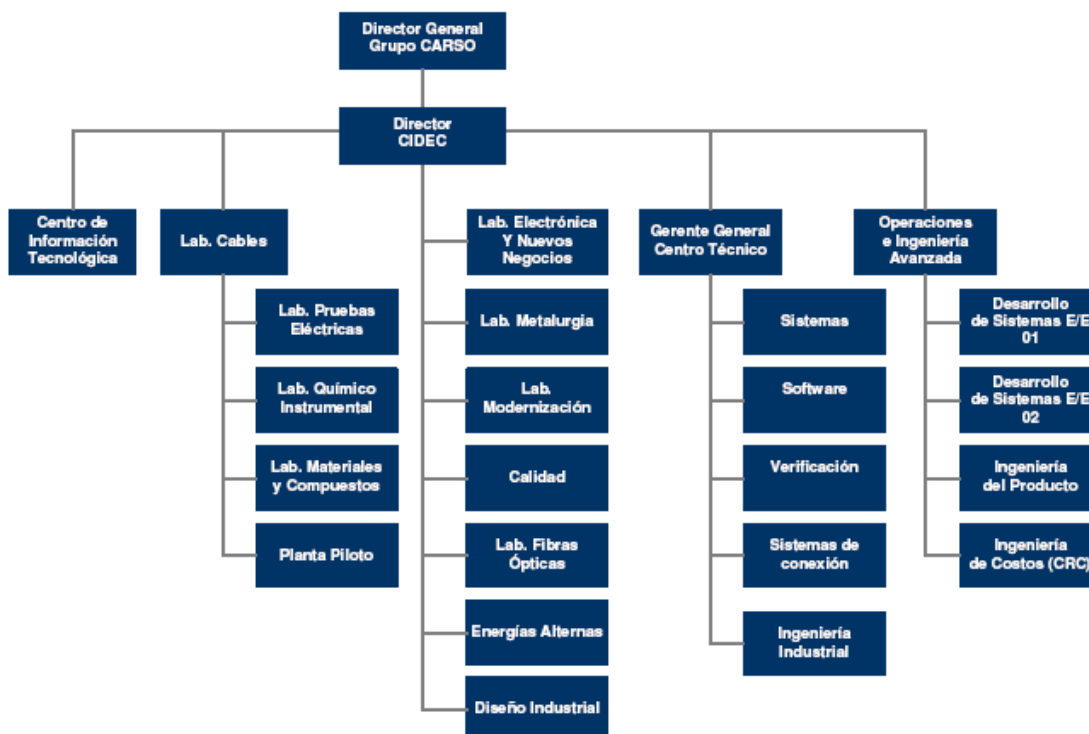 Director General
Grupo CARSO
Director
CIDEC
Centro de
Información
Tecnológica
Lab. Cables
Lab. Pruebas
Eléctricas
Lab. Químico
Instrumental
Lab. Materiales
y Compuestos
Planta Piloto
Lab. Electrónica
Y Nuevos
Negocios
Lab. Metalurgia
Lab.
Modernización
Calidad
Lab. Fibras
Ópticas
Energías Alternas
Diseño Industrial
Gerente General
Centro Técnico
Sistemas
Software
Verificación
Sistemas de
conexión
Ingeniería
Industrial
Operaciones
e Ingeniería
Avanzada
Desarrollo
de Sistemas E/E
01
Desarrollo
de Sistemas E/E
02
Ingeniería
del Producto
Ingeniería
de Costos (CRC)